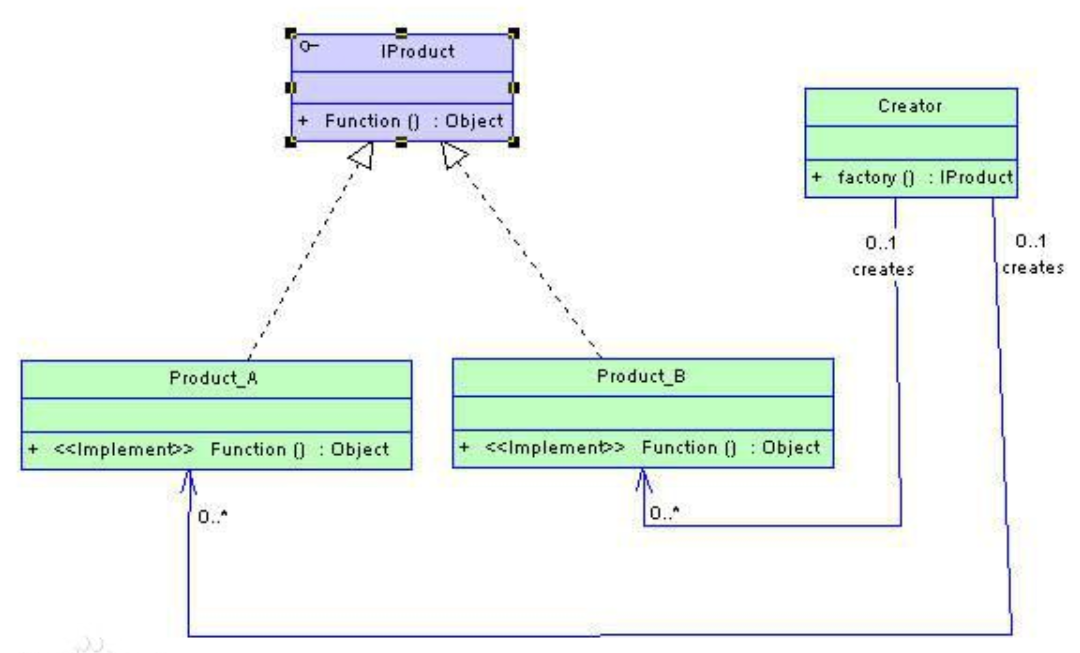 IProduct
+ Function () : Object
Creator
+ factory () : IProduct
0..1
creates
0..1
creates
Product_A
+ <<Implement>> Function () : Object
Product_B
+ <<Implement>> Function () : Object
0..*
0..*